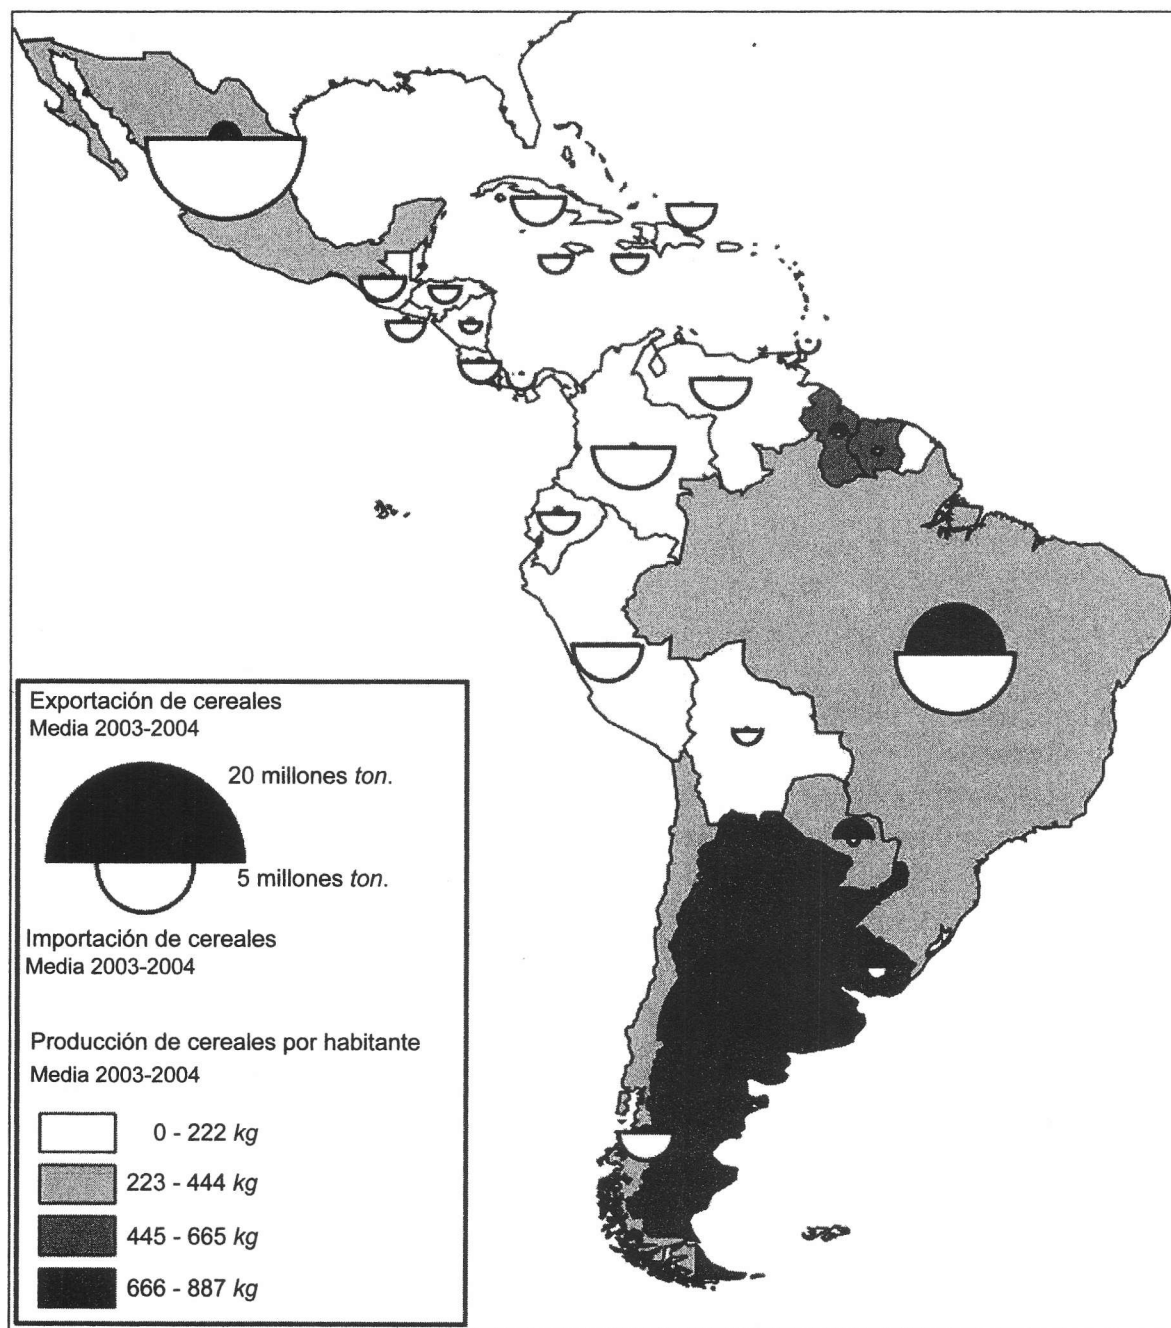 Exportación de cereales
Media 2003-2004
20 millones ton.
5 millones ton.
Importación de cereales
Media 2003-2004
Producción de cereales por habitante
Media 2003-2004
0 - 222 kg
223 - 444 kg
445 - 665 kg
666 - 887 kg